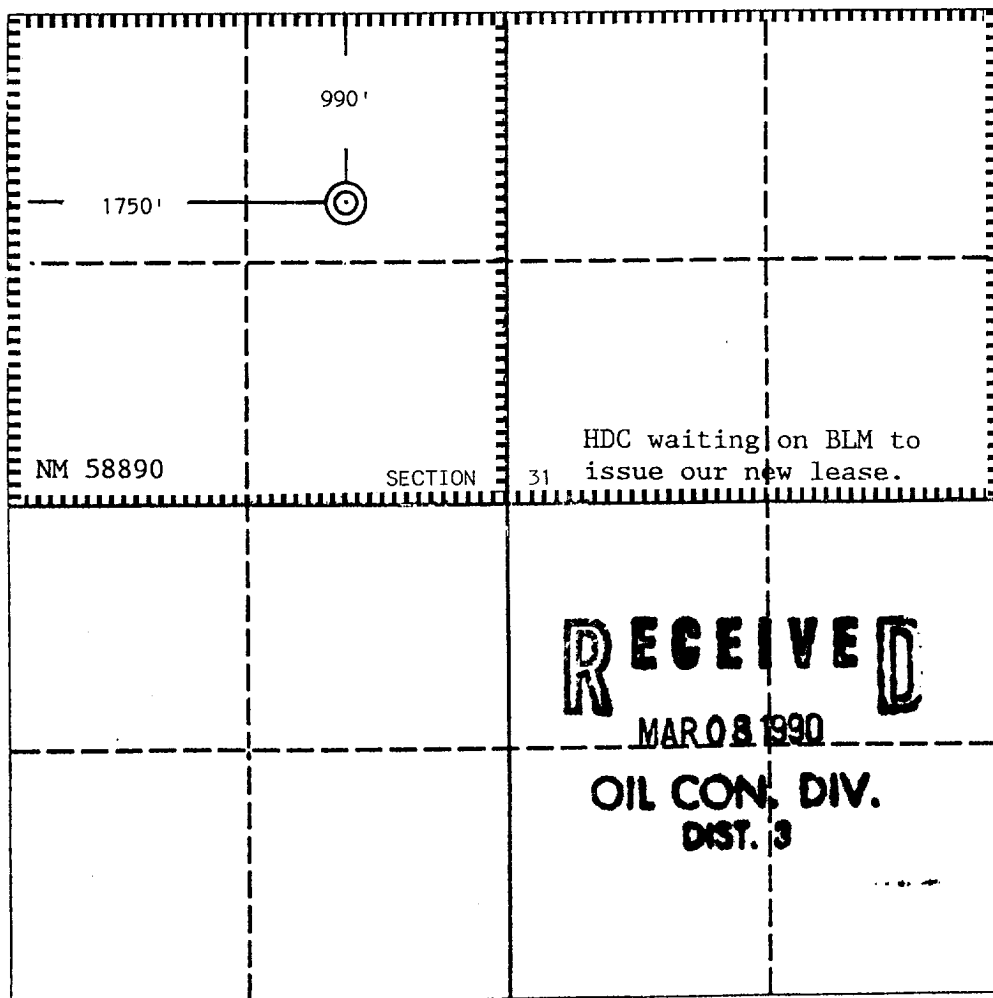 990'
1750'
HDC waiting on BLM to
issue our new lease.
NM 58890
SECTION 31
RECEIVED
MAR 08 1990
OIL CON. DIV.
DIST. 3